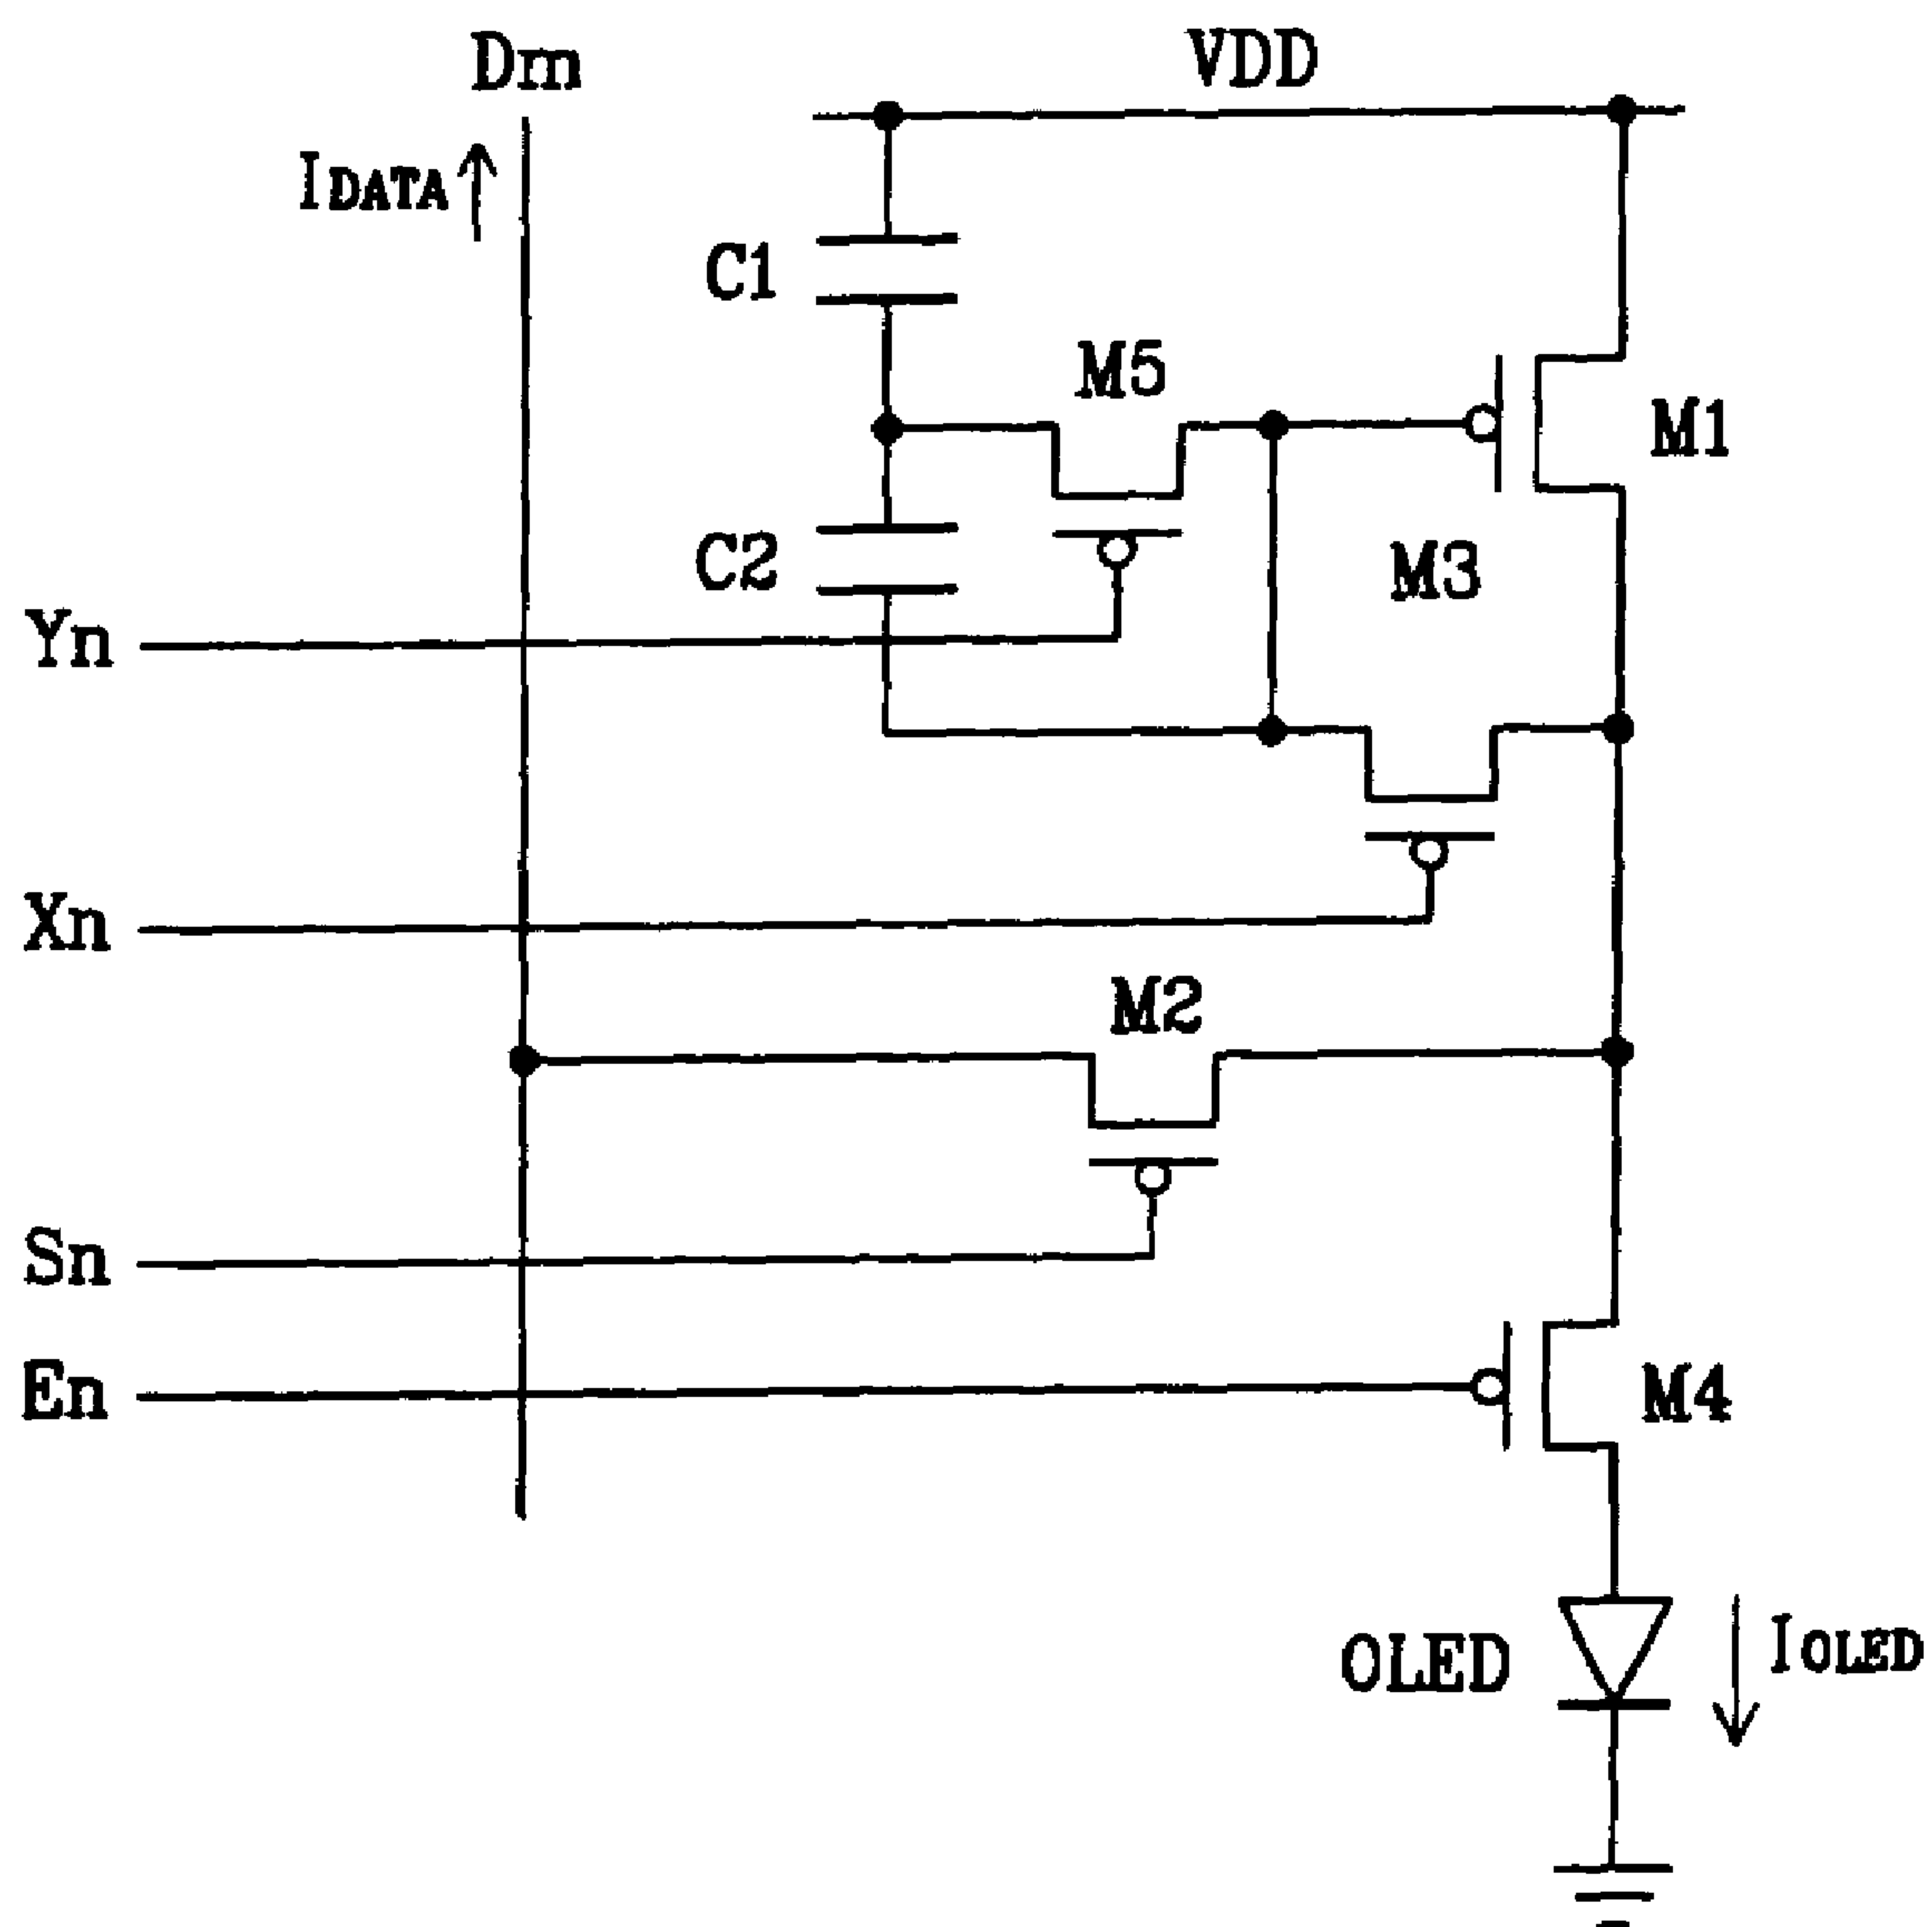 Dm
VDD
IDATA
C1
M5
M1
C2
M3
Yn
Xn
M2
Sn
En
M4
OLED
IOLED